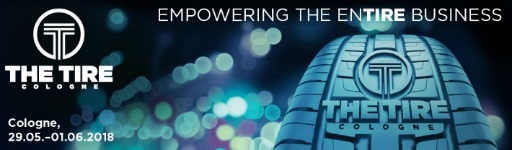 EMPOWERING THE ENTIRE BUSINESS
THE TIRE
COLOGNE
Cologne,
29.05.–01.06.2018
THE TIRE
COLOGNE